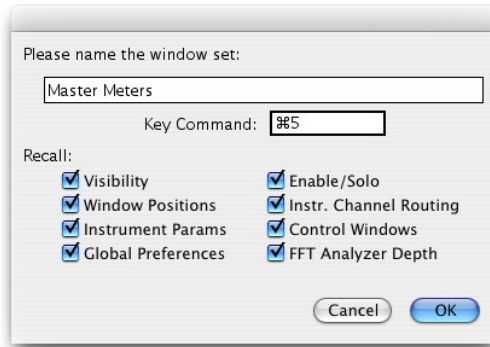 Please name the window set:
Master Meters
Key Command: ⌘5
Recall:
Visibility
Enable/Solo
Window Positions
Instr. Channel Routing
Instrument Params
Control Windows
Global Preferences
FFT Analyzer Depth
Cancel
OK